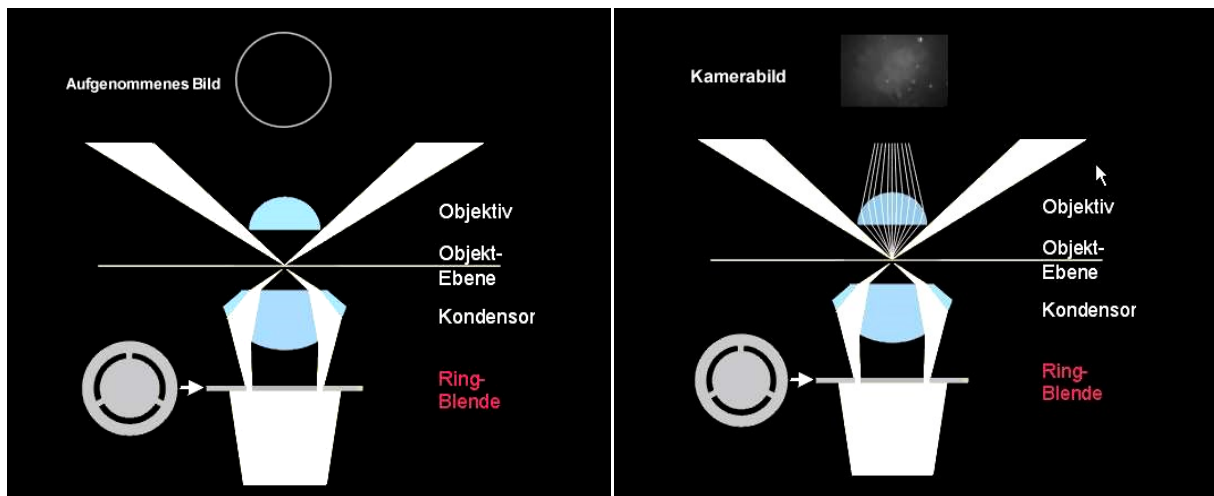 Aufgenommenes Bild
Objektiv
Objekt-
Ebene
Kondensor
Ring-
Blende
Kamerabild
Objektiv
Objekt-
Ebene
Kondensor
Ring-
Blende